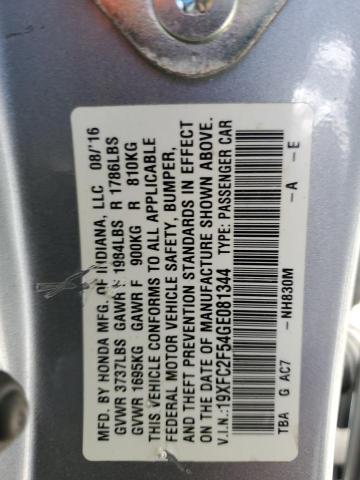 MFD. BY HONDA MFG. OF INDIANA, LLC 08/'16
GVWR 3737LBS GAWR F 1984LBS R 1786LBS
GVWR 1695KG GAWR F 900KG R 810KG
THIS VEHICLE CONFORMS TO ALL APPLICABLE
FEDERAL MOTOR VEHICLE SAFETY, BUMPER,
AND THEFT PREVENTION STANDARDS IN EFFECT
ON THE DATE OF MANUFACTURE SHOWN ABOVE.
V.I.N.:19XFC2F54GE081344 TYPE: PASSENGER CAR
TBA G AC7 -NH830M -A -E